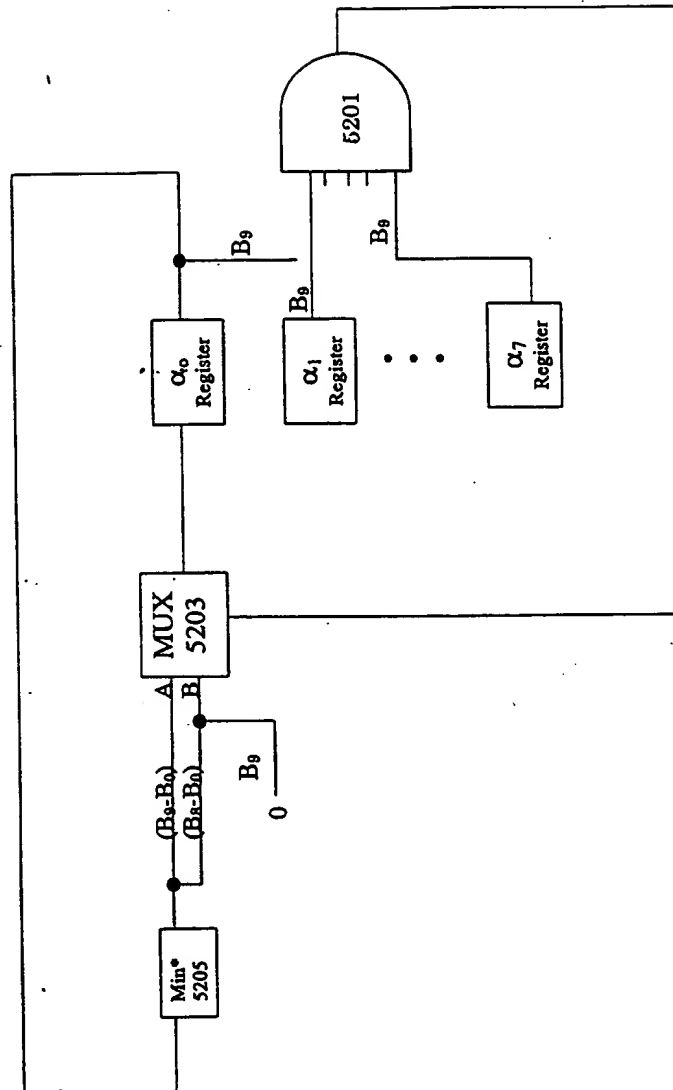 Min*
5205
(B₉-B₀)
(B₈-B₀)
B₉
0
A
B
MUX
5203
α₀
Register
B₉
α₁
Register
B₉
α₇
Register
B₉
5201